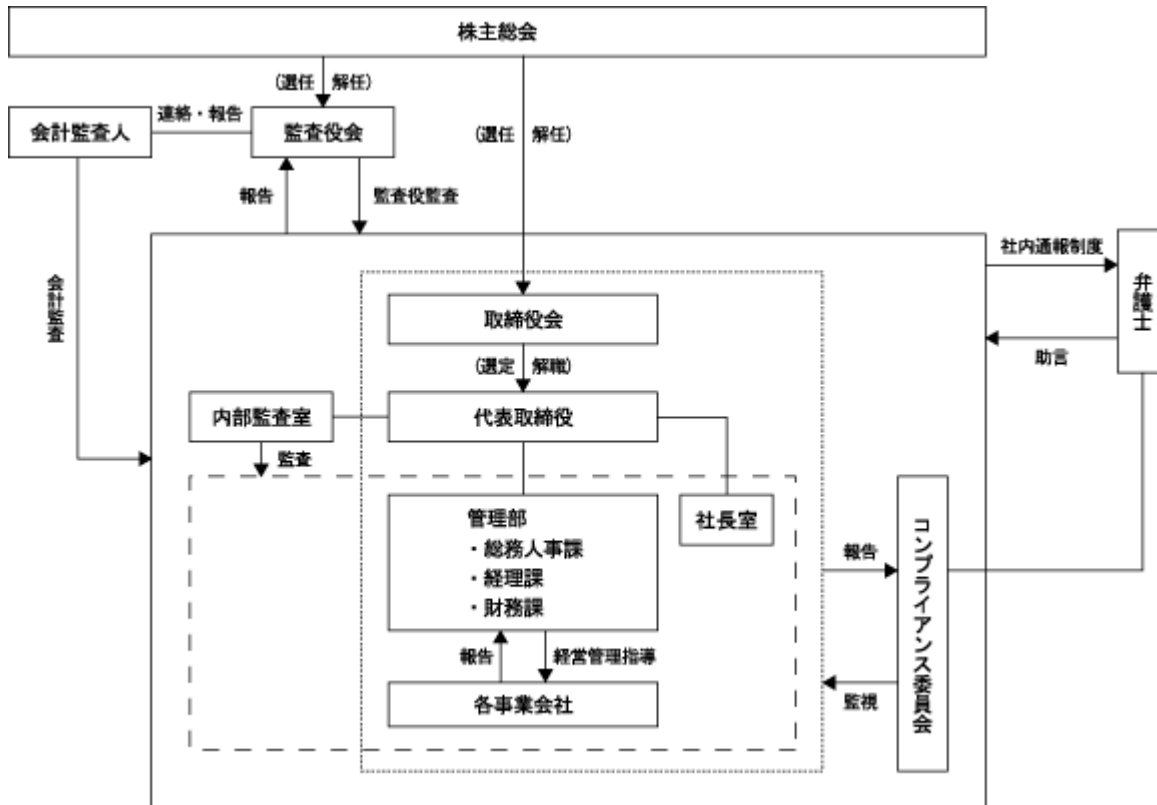 株主総会
(選任 解任)
会計監査人
連絡・報告
監査役会
(選任 解任)
報告
監査役監査
社内通報制度
弁護士
会計監査
取締役会
助言
(選定 解職)
内部監査室
代表取締役
監査
管理部
・総務人事課
・経理課
・財務課
社長室
コンプライアンス委員会
報告
報告
経営管理指導
監視
各事業会社